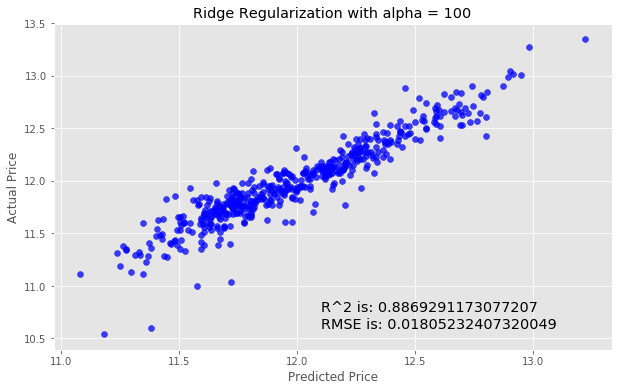 Ridge Regularization with alpha = 100
Actual Price
13.5
13.0
12.5
12.0
11.5
11.0
10.5
R^2 is: 0.8869291173077207
RMSE is: 0.01805232407320049
11.0 11.5 12.0 12.5 13.0
Predicted Price